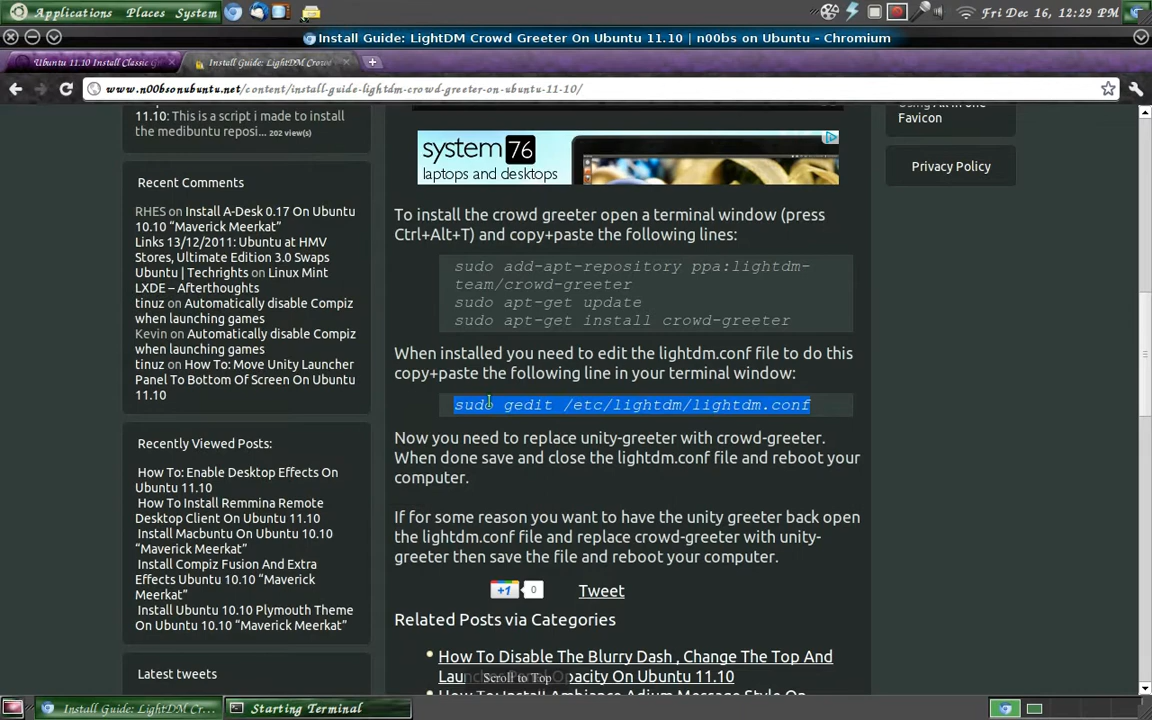 Applications Places System
Fri Dec 16, 12:29 PM
Install Guide: LightDM Crowd Greeter On Ubuntu 11.10 | n00bs on Ubuntu - Chromium
Ubuntu 11.10 Install Classic G
Install Guide: LightDM Crow
www.n00bsonubuntu.net/content/install-guide-lightdm-crowd-greeter-on-ubuntu-11-10/
11.10: This is a script i made to install
the medibuntu reposi... 202 view(s)
Recent Comments
RHES on Install A-Desk 0.17 On Ubuntu
10.10 “Maverick Meerkat”
Links 13/12/2011: Ubuntu at HMV
Stores, Ultimate Edition 3.0 Swaps
Ubuntu | Techrights on Linux Mint
LXDE – Afterthoughts
tinuz on Automatically disable Compiz
when launching games
Kevin on Automatically disable Compiz
when launching games
tinuz on How To: Move Unity Launcher
Panel To Bottom Of Screen On Ubuntu
11.10
Recently Viewed Posts:
How To: Enable Desktop Effects On
Ubuntu 11.10
How To Install Remmina Remote
Desktop Client On Ubuntu 11.10
Install Macbuntu On Ubuntu 10.10
“Maverick Meerkat”
Install Compiz Fusion And Extra
Effects Ubuntu 10.10 “Maverick
Meerkat”
Install Ubuntu 10.10 Plymouth Theme
On Ubuntu 10.10 “Maverick Meerkat”
Latest tweets
system 76
laptops and desktops
To install the crowd greeter open a terminal window (press
Ctrl+Alt+T) and copy+paste the following lines:
sudo add-apt-repository ppa:lightdm-
team/crowd-greeter
sudo apt-get update
sudo apt-get install crowd-greeter
When installed you need to edit the lightdm.conf file to do this
copy+paste the following line in your terminal window:
sudo gedit /etc/lightdm/lightdm.conf
Now you need to replace unity-greeter with crowd-greeter.
When done save and close the lightdm.conf file and reboot your
computer.
If for some reason you want to have the unity greeter back open
the lightdm.conf file and replace crowd-greeter with unity-
greeter then save the file and reboot your computer.
+1 0 Tweet
Related Posts via Categories
How To Disable The Blurry Dash , Change The Top And
Opacity On Ubuntu 11.10
Scroll to Top
How To: Install Ambiance Adium Message Style On
Using All in one
Favicon
Privacy Policy
Install Guide: LightDM Cr...
Starting Terminal